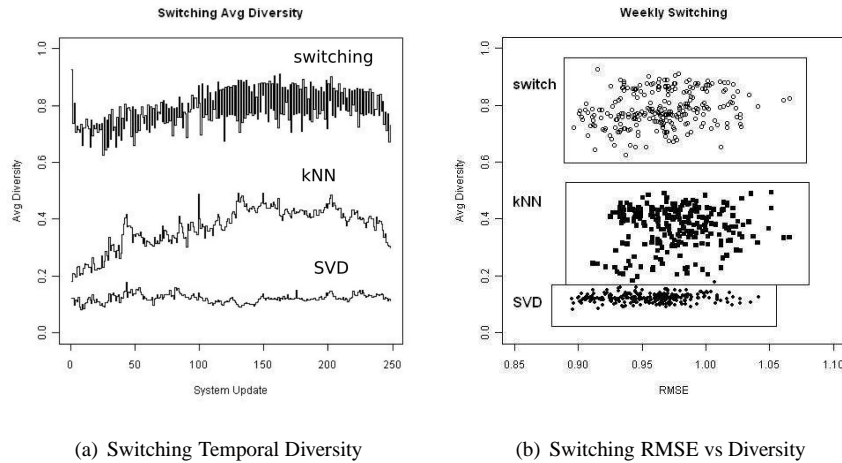 Switching Avg Diversity
Avg Diversity
1.0
0.8
0.6
0.4
0.2
0.0
switching
kNN
SVD
0
50
100
150
200
250
System Update
(a) Switching Temporal Diversity
Weekly Switching
Avg Diversity
1.0
0.8
0.6
0.4
0.2
0.0
switch
kNN
SVD
0.85
0.90
0.95
1.00
1.05
1.10
RMSE
(b) Switching RMSE vs Diversity